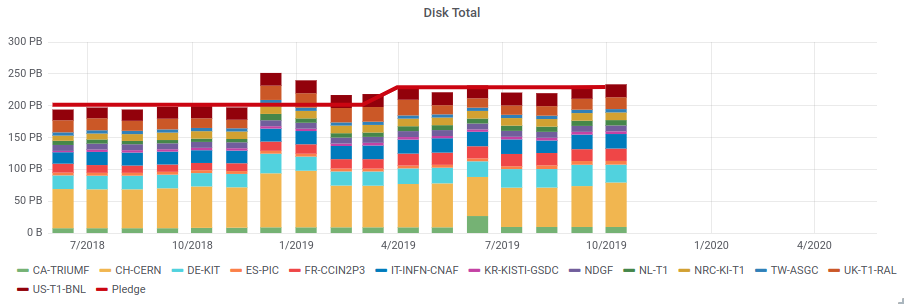 Disk Total
300 PB
250 PB
200 PB
150 PB
100 PB
50 PB
0 B
7/2018 10/2018 1/2019 4/2019 7/2019 10/2019 1/2020 4/2020
CA-TRIUMF CH-CERN DE-KIT ES-PIC FR-CCIN2P3 IT-INFN-CNAF KR-KISTI-GSDC NDGF NL-T1 NRC-KI-T1 TW-ASGC UK-T1-RAL
US-T1-BNL Pledge